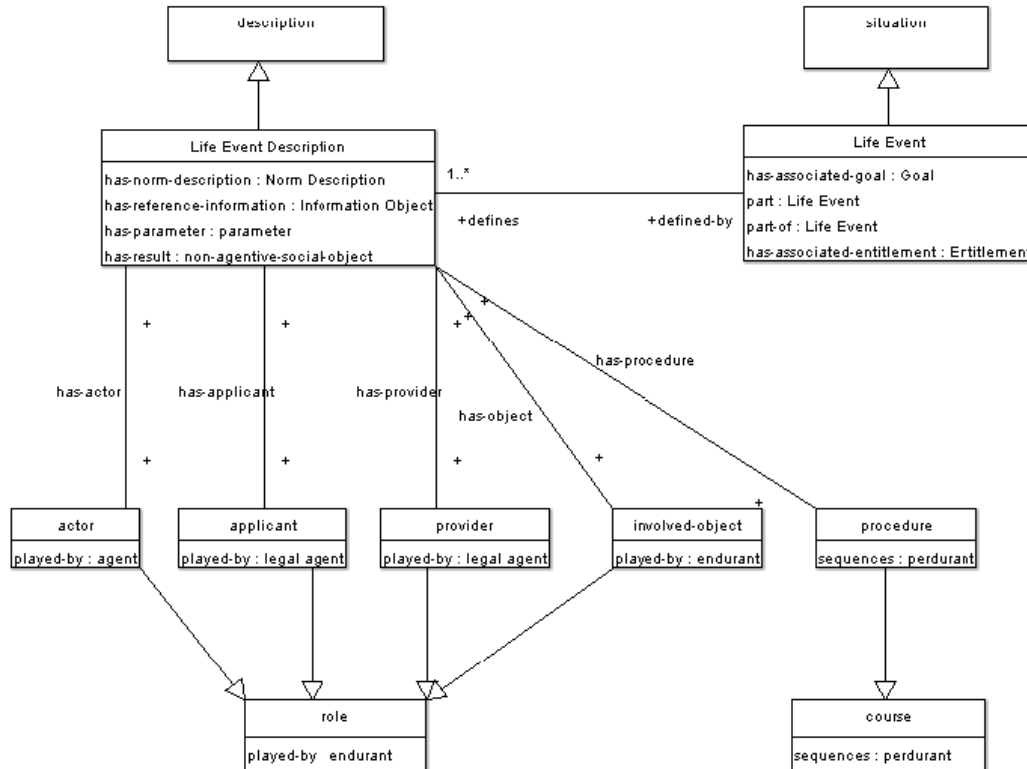 description
situation
Life Event Description
has-norm-description : Norm Description
has-reference-information : Information Object
has-parameter : parameter
has-result : non-agentive-social-object
Life Event
has-associated-goal : Goal
part : Life Event
part-of : Life Event
has-associated-entitlement : Ertitlement
1..*
+defines
+defined-by
+
+
+
+
+
has-procedure
has-actor
has-applicant
has-provider
has-object
+
+
+
+
+
actor
played-by : agent
applicant
played-by : legal agent
provider
played-by : legal agent
involved-object
played-by : endurant
procedure
sequences : perdurant
role
played-by endurant
course
sequences : perdurant